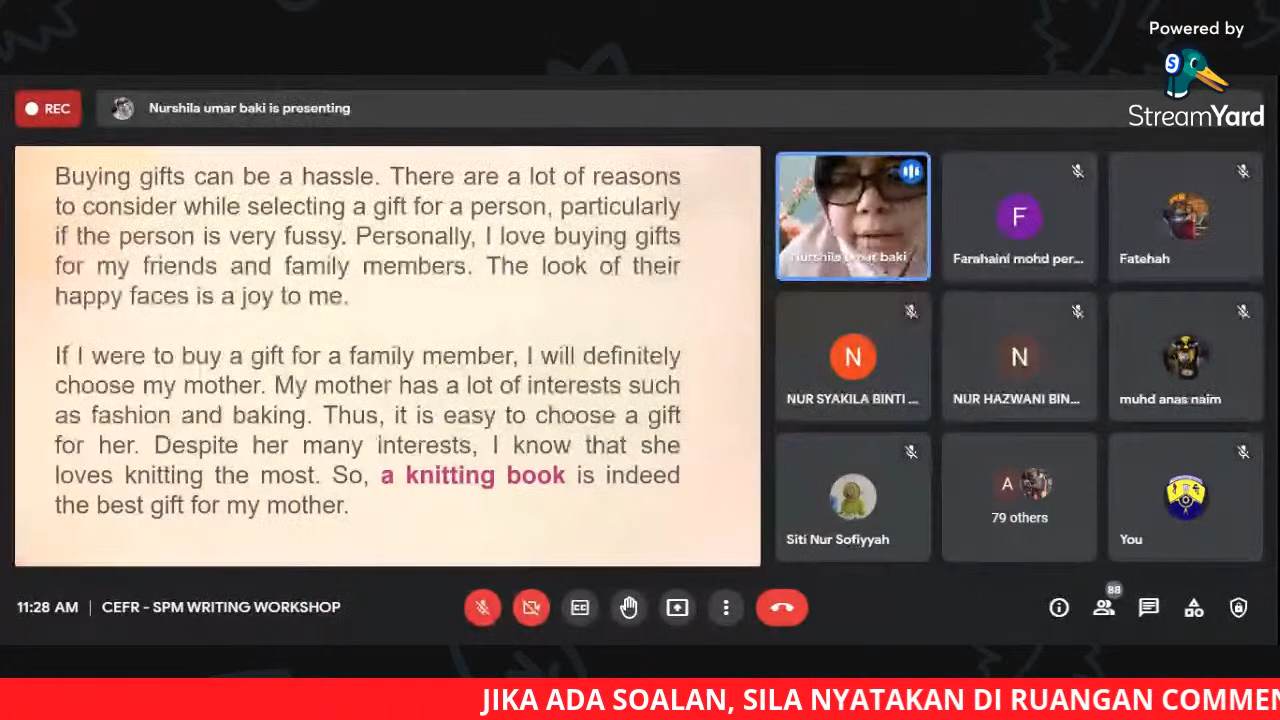 Powered by
StreamYard
REC
Nurshila umar baki is presenting
Buying gifts can be a hassle. There are a lot of reasons
to consider while selecting a gift for a person, particularly
if the person is very fussy. Personally, I love buying gifts
for my friends and family members. The look of their
happy faces is a joy to me.
If I were to buy a gift for a family member, I will definitely
choose my mother. My mother has a lot of interests such
as fashion and baking. Thus, it is easy to choose a gift
for her. Despite her many interests, I know that she
loves knitting the most. So, a knitting book is indeed
the best gift for my mother.
Nurshila umar baki
F
Farahaini mohd per...
Fatehah
N
NUR SYAKILA BINTI ...
N
NUR HAZWANI BIN...
muhd anas naim
Siti Nur Sofiyyah
A
79 others
You
11:28 AM | CEFR - SPM WRITING WORKSHOP
88
JIKA ADA SOALAN, SILA NYATAKAN DI RUANGAN COMMEN